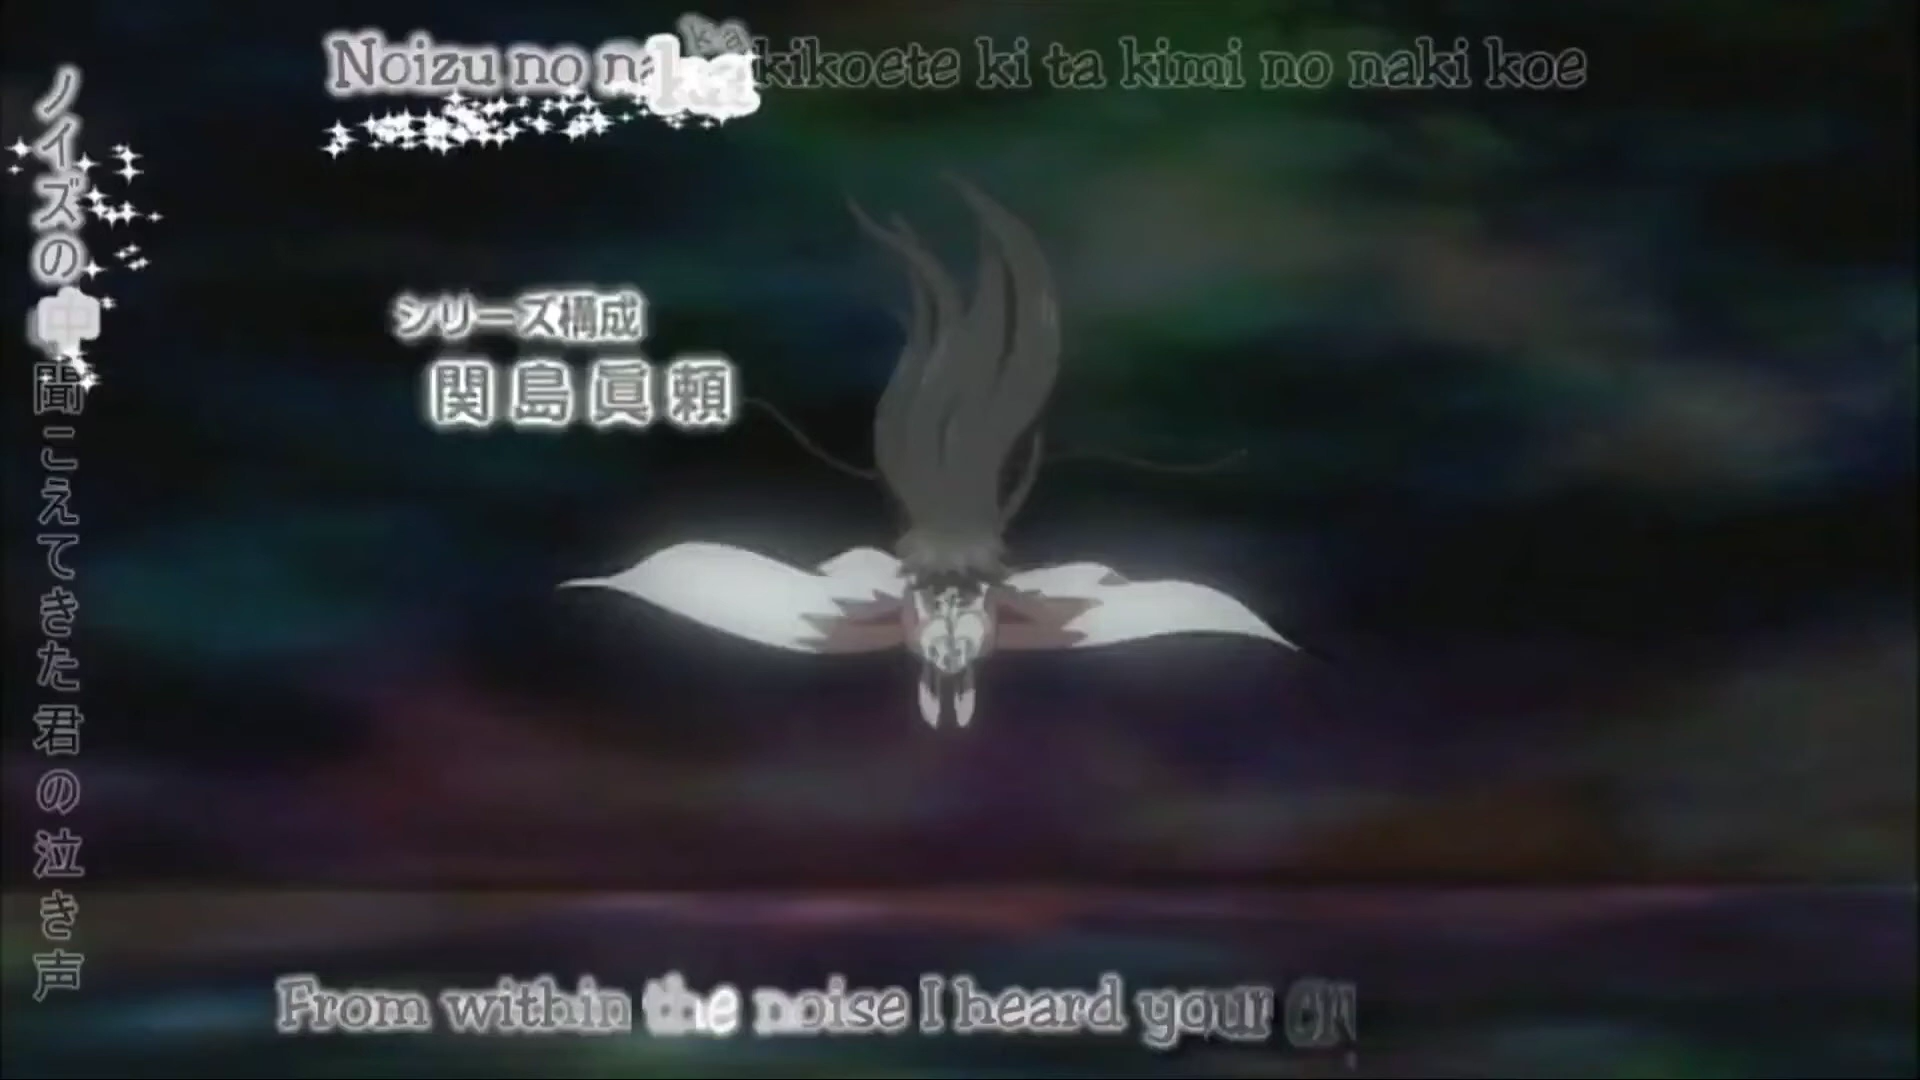 Noizu no naka kikoete ki ta kimi no naki koe
ノイズの中聞こえてきた君の泣き声
シリーズ構成
関島眞頼
From within the noise I heard your cry